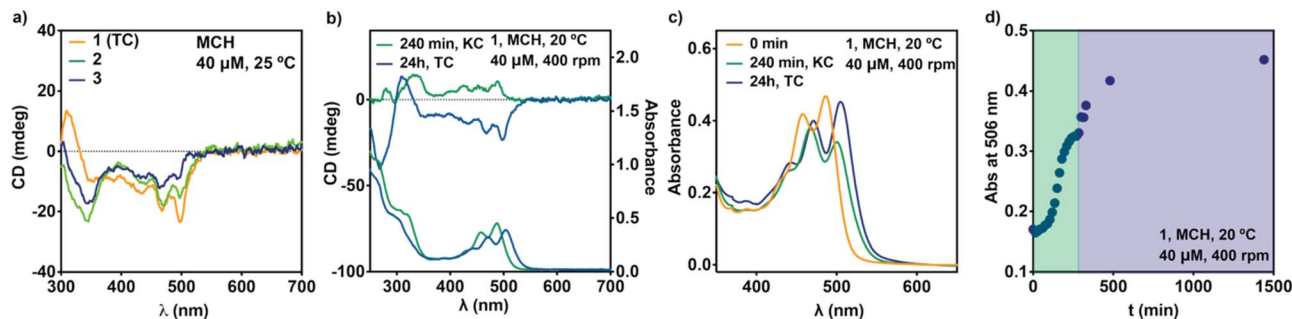 a)
CD (mdeg)
40
20
0
-20
-40
1 (TC)
2
3
MCH
40 µM, 25 ºC
300 400 500 600 700
λ (nm)
b)
CD (mdeg)
0
-50
-100
240 min, KC
24h, TC
1, MCH, 20 ºC
40 µM, 400 rpm
2.0
1.5
1.0
0.5
0.0
Absorbance
300 400 500 600 700
λ (nm)
c)
Absorbance
0.6
0.4
0.2
0.0
0 min
240 min, KC
24h, TC
1, MCH, 20 ºC
40 µM, 400 rpm
400 500 600
λ (nm)
d)
Abs at 506 nm
0.5
0.4
0.3
0.2
0.1
1, MCH, 20 ºC
40 µM, 400 rpm
0 500 1000 1500
t (min)